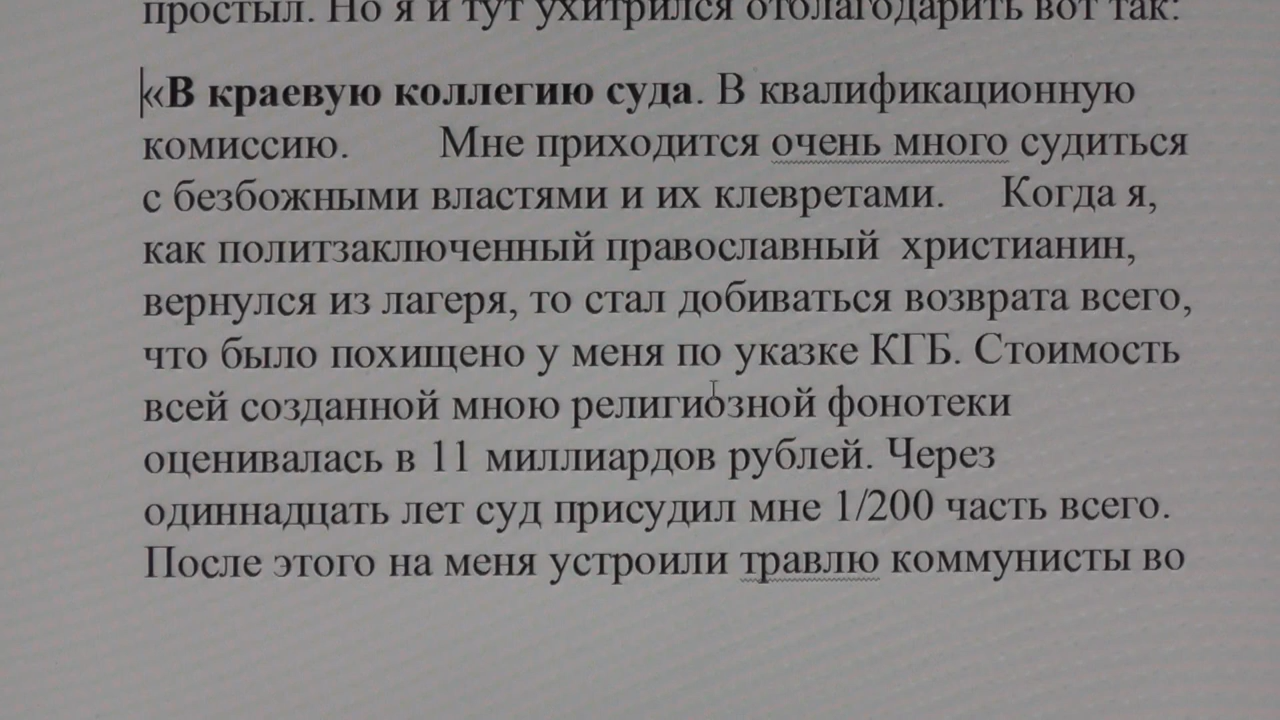 простыл. Но я и тут ухитрился отблагодарить вот так:
«В краевую коллегию суда. В квалификационную
комиссию. Мне приходится очень много судиться
с безбожными властями и их клевретами. Когда я,
как политзаключенный православный христианин,
вернулся из лагеря, то стал добиваться возврата всего,
что было похищено у меня по указке КГБ. Стоимость
всей созданной мною религиозной фонотеки
оценивалась в 11 миллиардов рублей. Через
одиннадцать лет суд присудил мне 1/200 часть всего.
После этого на меня устроили травлю коммунисты во